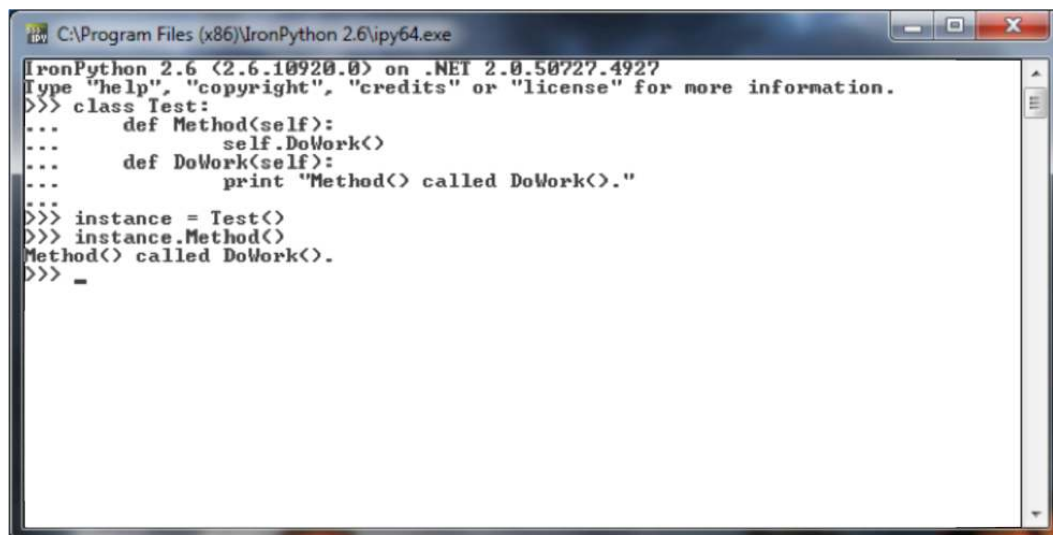 C:\Program Files (x86)\IronPython 2.6\ipy64.exe
IronPython 2.6 (2.6.10920.0) on .NET 2.0.50727.4927
Type "help", "copyright", "credits" or "license" for more information.
>>> class Test:
...     def Method(self):
...             self.DoWork()
...     def DoWork(self):
...             print "Method() called DoWork()."
...
>>> instance = Test()
>>> instance.Method()
Method() called DoWork().
>>> _